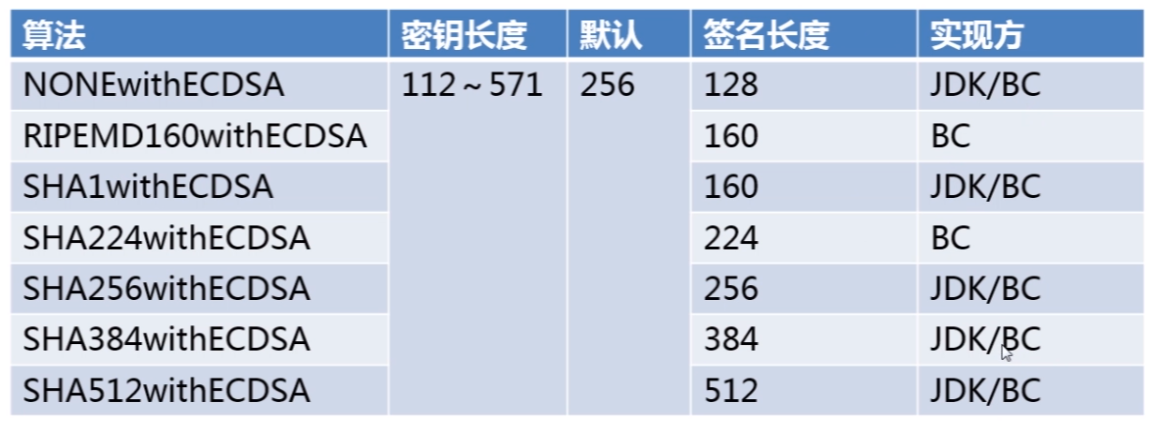 算法 密钥长度 默认 签名长度 实现方
NONEwithECDSA 112~571 256 128 JDK/BC
RIPEMD160withECDSA 160 BC
SHA1withECDSA 160 JDK/BC
SHA224withECDSA 224 BC
SHA256withECDSA 256 JDK/BC
SHA384withECDSA 384 JDK/BC
SHA512withECDSA 512 JDK/BC